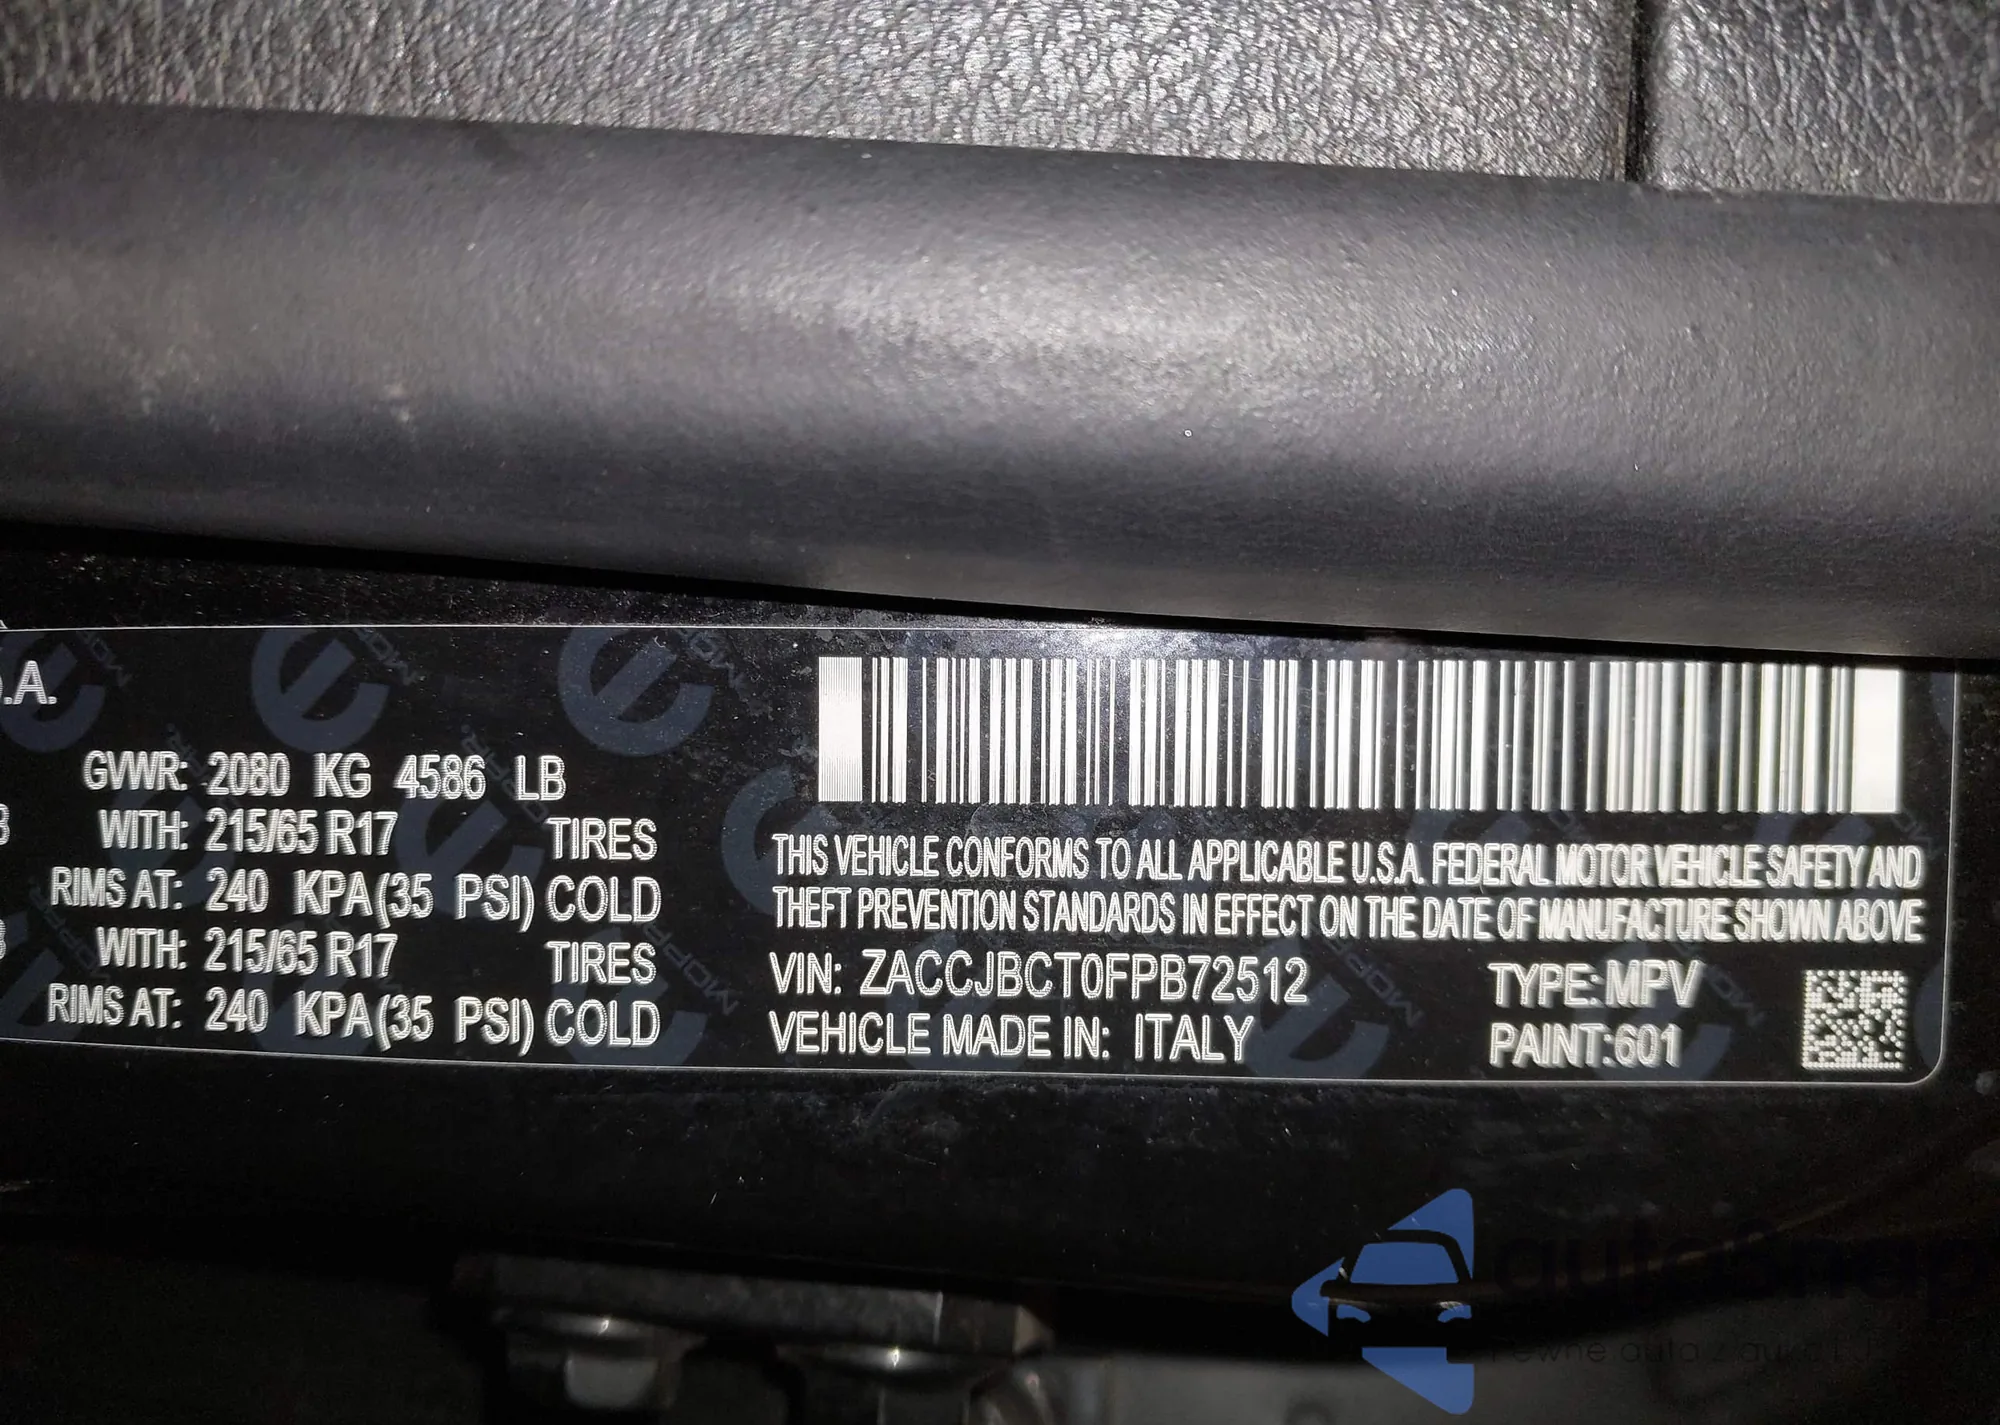 .A.
GVWR: 2080 KG 4586 LB
WITH: 215/65 R17 TIRES
RIMS AT: 240 KPA(35 PSI) COLD
WITH: 215/65 R17 TIRES
RIMS AT: 240 KPA(35 PSI) COLD
THIS VEHICLE CONFORMS TO ALL APPLICABLE U.S.A. FEDERAL MOTOR VEHICLE SAFETY AND
THEFT PREVENTION STANDARDS IN EFFECT ON THE DATE OF MANUFACTURE SHOWN ABOVE
VIN: ZACCJBCT0FPB72512 TYPE:MPV
VEHICLE MADE IN: ITALY PAINT:601